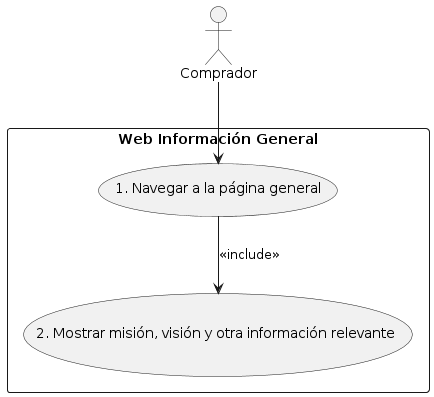 Comprador
Web Información General
1. Navegar a la página general
«include»
2. Mostrar misión, visión y otra información relevante